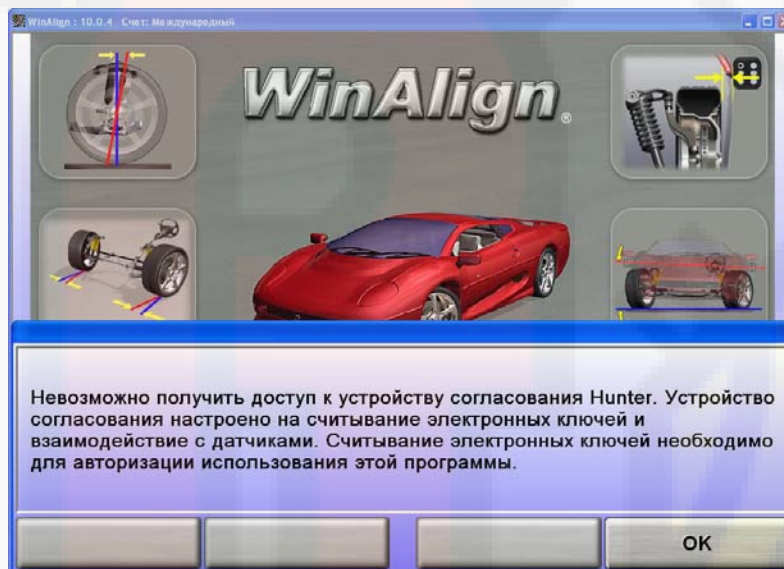 WinAlign : 10.0.4 Счет: Международный
WinAlign®
Невозможно получить доступ к устройству согласования Hunter. Устройство
согласования настроено на считывание электронных ключей и
взаимодействие с датчиками. Считывание электронных ключей необходимо
для авторизации использования этой программы.
OK